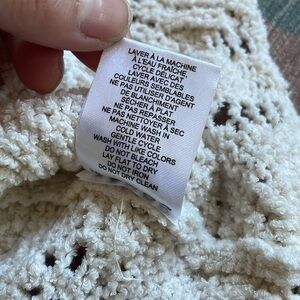 LAVER À LA MACHINE
À L'EAU FRAÎCHE
CYCLE DÉLICAT
LAVER AVEC DES
COULEURS SEMBLABLES
NE PAS UTILISER D'AGENT
DE BLANCHIMENT
SÉCHER À PLAT
NE PAS REPASSER
NE PAS NETTOYER À SEC
MACHINE WASH IN
COLD WATER
GENTLE CYCLE
WASH WITH LIKE COLORS
DO NOT BLEACH
LAY FLAT TO DRY
DO NOT IRON
DO NOT DRY CLEAN